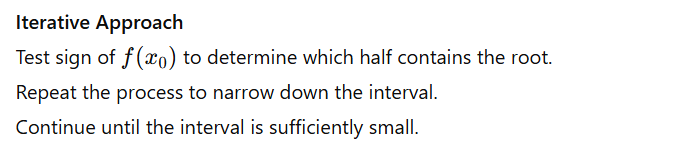 Iterative Approach
Test sign of f(x₀) to determine which half contains the root.
Repeat the process to narrow down the interval.
Continue until the interval is sufficiently small.